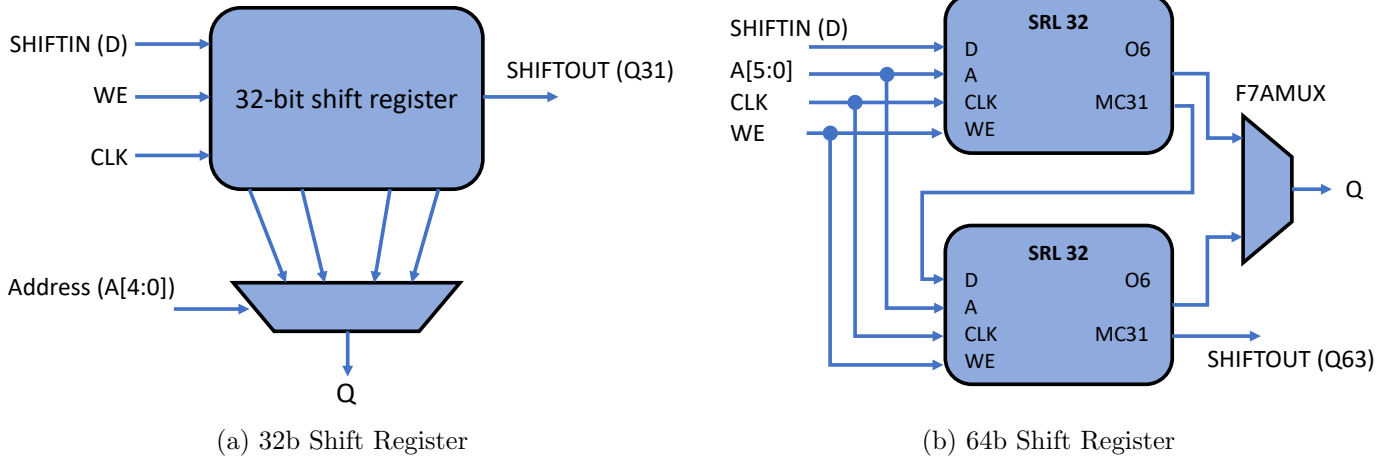 SHIFTIN (D)
WE
CLK
32-bit shift register
SHIFTOUT (Q31)
Address (A[4:0])
Q
(a) 32b Shift Register
SHIFTIN (D)
A[5:0]
CLK
WE
SRL 32
D
A
CLK
WE
O6
MC31
F7AMUX
Q
SRL 32
D
A
CLK
WE
O6
MC31
SHIFTOUT (Q63)
(b) 64b Shift Register